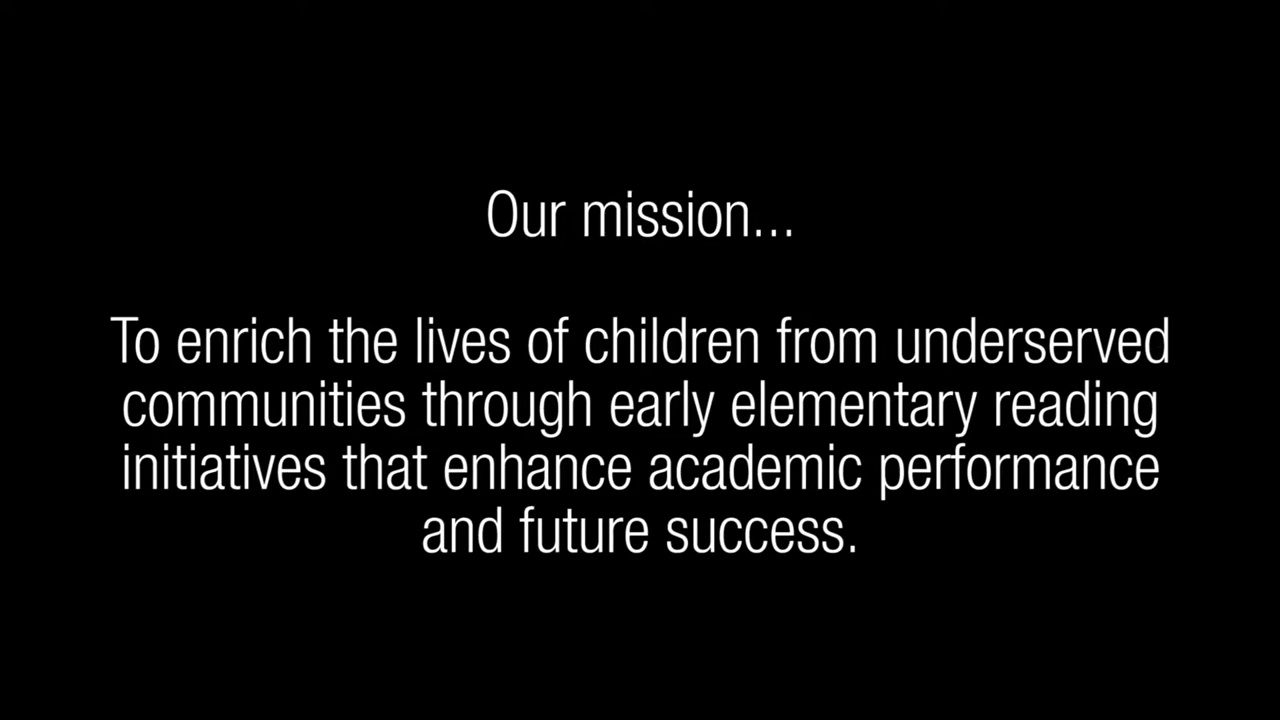 Our mission...
To enrich the lives of children from underserved
communities through early elementary reading
initiatives that enhance academic performance
and future success.